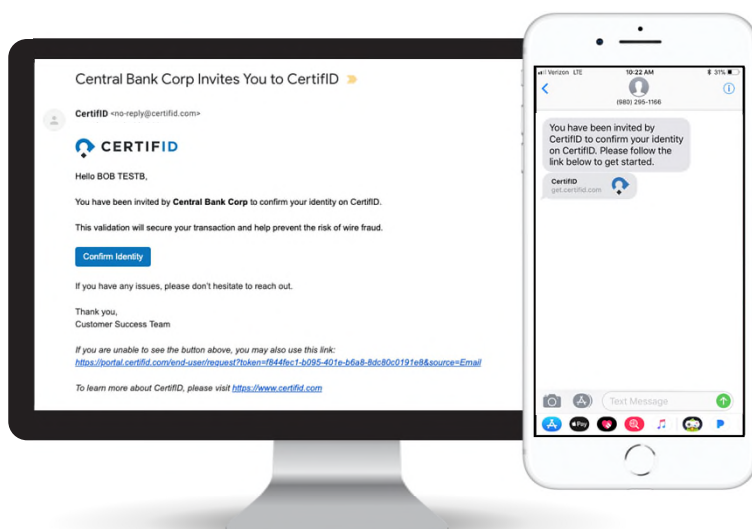 Central Bank Corp Invites You to CertifID
CertifID <no-reply@certifid.com>
CERTIFID
Hello BOB TESTB,
You have been invited by Central Bank Corp to confirm your identity on CertifID.
This validation will secure your transaction and help prevent the risk of wire fraud.
Confirm Identity
If you have any issues, please don't hesitate to reach out.
Thank you,
Customer Success Team
If you are unable to see the button above, you may also use this link:
https://portal.certifid.com/end-user/request?token=f844fec1-b095-401e-b6a8-8dc80c0191e8&source=Email
To learn more about CertifID, please visit https://www.certifid.com
Verizon LTE 10:22 AM 31%
(980) 295-1166
You have been invited by
CertifID to confirm your identity
on CertifID. Please follow the
link below to get started.
CertifID
get.certifid.com
Text Message
Pay